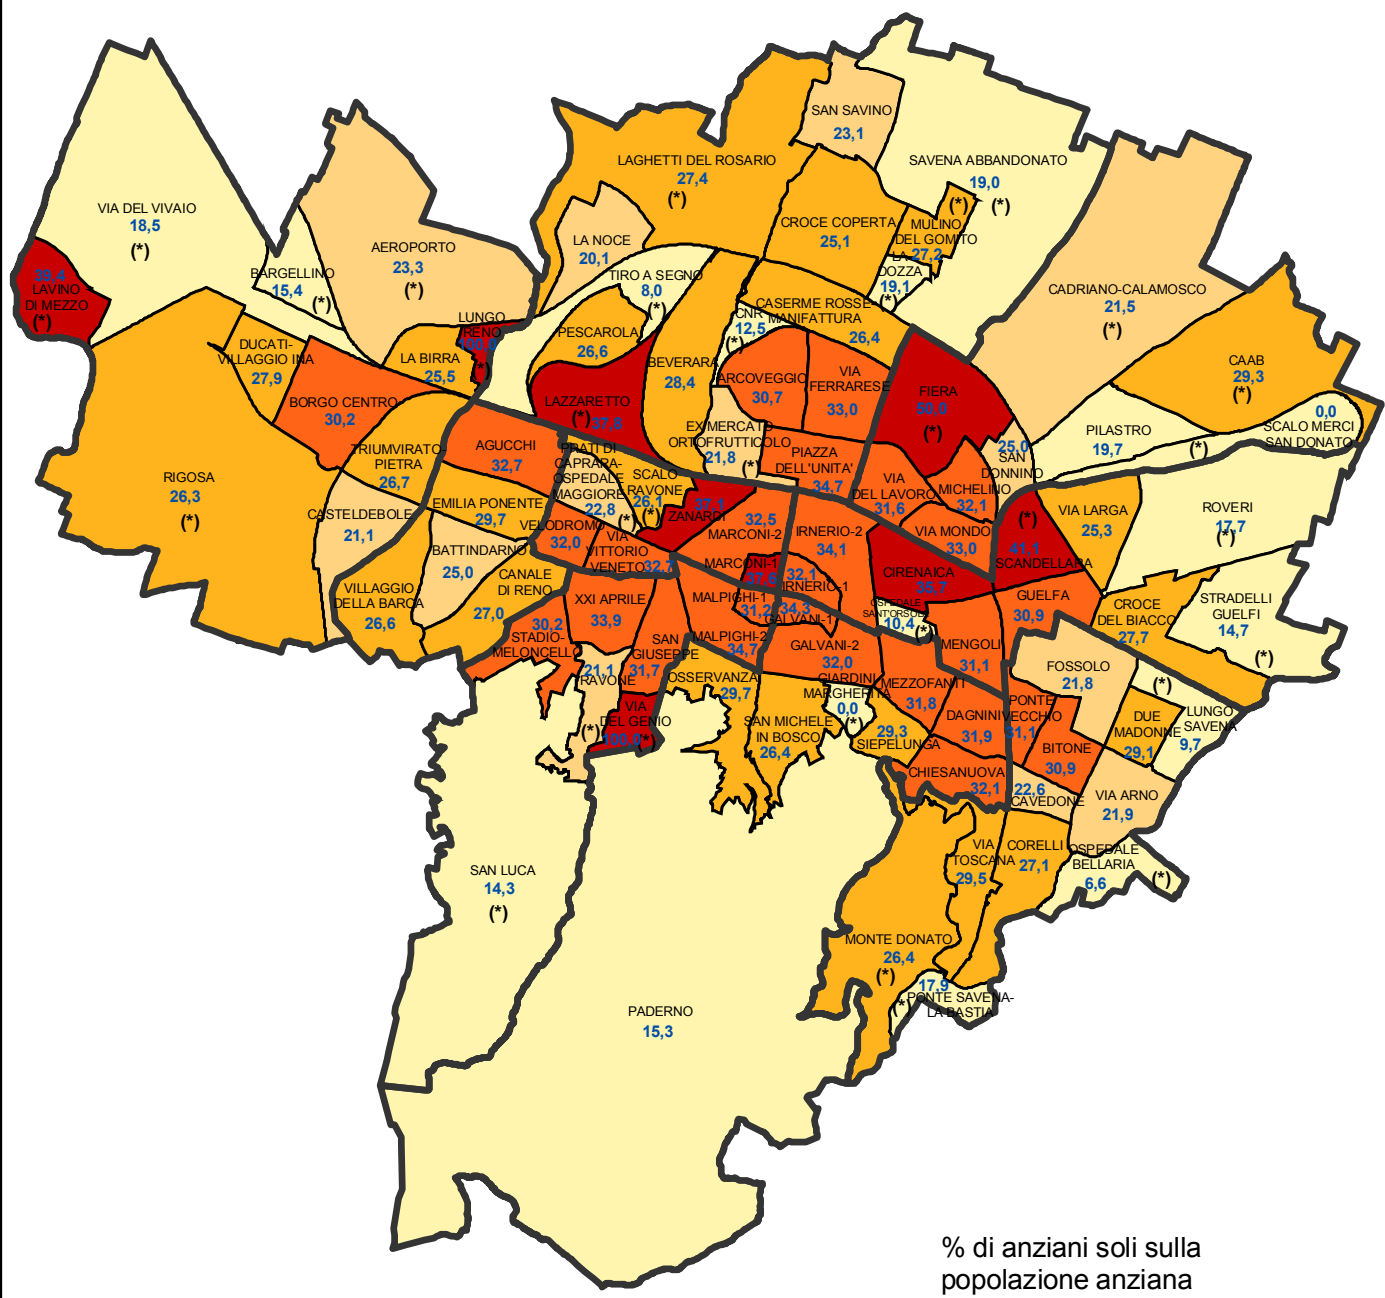 SAN SAVINO
23,1
LAGHETTI DEL ROSARIO
27,4
(*)
SAVENA ABBANDONATO
19,0
(*)
VIA DEL VIVAIO
18,5
(*)
LA NOCE
20,1
CROCE COPERTA
25,1
(*)
MULINO
DEL GOMITO
27,2
LA
DOZZA
19,1
(*)
AEROPORTO
23,3
(*)
BARGELLINO
15,4
(*)
39,4
LAVINO
DI MEZZO
(*)
TIRO A SEGNO
8,0
(*)
CADRIANO-CALAMOSCO
21,5
(*)
CNR
12,5
(*)
CASERME ROSSE-
MANIFATTURA
26,4
LUNGO
RENO
100,0
(*)
PESCAROLA
26,6
DUCATI-
VILLAGGIO INA
27,9
LA BIRRA
25,5
BEVERARA
28,4
ARCOVEGGIO
30,7
VIA
FERRARESE
33,0
FIERA
50,0
(*)
CAAB
29,3
(*)
BORGO CENTRO
30,2
LAZZARETTO
(*)
37,8
0,0
SCALO MERCI
SAN DONATO
PILASTRO
19,7
(*)
EX MERCATO
ORTOFRUTTICOLO
21,8
(*)
AGUCCHI
32,7
TRIUMVIRATO-
PIETRA
26,7
PRATI DI
CAPRARA-
OSPEDALE
MAGGIORE
22,8
(*)
SCALO
RAVONE
26,1
(*)
PIAZZA
DELL'UNITA'
34,7
25,0
SAN
DONNINO
RIGOSA
26,3
(*)
VIA
DEL LAVORO
31,6
MICHELINO
32,1
EMILIA PONENTE
29,7
37,1
ZANARDI
CASTELDEBOLE
21,1
VELODROMO
32,0
VIA
VITTORIO
VENETO
32,7
32,5
MARCONI-2
IRNERIO-2
34,1
VIA MONDO
33,0
(*)
41,1
SCANDELLARA
VIA LARGA
25,3
ROVERI
17,7
(*)
BATTINDARNO
25,0
MARCONI-1
37,6
32,1
IRNERIO-1
CIRENAICA
35,7
CANALE
DI RENO
27,0
VILLAGGIO
DELLA BARCA
26,6
XXI APRILE
33,9
MALPIGHI-1
31,2
34,3
GALVANI-1
OSPEDALE
SANT'ORSOLA
10,4
(*)
GUELFA
30,9
CROCE
DEL BIACCO
27,7
STRADELLI
GUELFI
14,7
(*)
30,2
STADIO-
MELONCELLO
SAN
GIUSEPPE
31,7
MALPIGHI-2
34,7
GALVANI-2
32,0
MENGOLI
31,1
FOSSOLO
21,8
(*)
21,1
RAVONE
(*)
OSSERVANZA
29,7
GIARDINI
MARGHERITA
0,0
(*)
MEZZOFANTI
31,8
VIA
DEL GENIO
100,0
(*)
SAN MICHELE
IN BOSCO
26,4
29,3
SIEPELUNGA
DAGNINI
31,9
PONTE
VECCHIO
31,1
BITONE
30,9
DUE
MADONNE
29,1
LUNGO
SAVENA
9,7
CHIESANUOVA
32,1
22,6
CAVEDONE
VIA ARNO
21,9
SAN LUCA
14,3
(*)
VIA
TOSCANA
29,5
CORELLI
27,1
OSPEDALE
BELLARIA
6,6
(*)
MONTE DONATO
26,4
(*)
17,9
(*)
PONTE SAVENA-
LA BASTIA
PADERNO
15,3
(*)
% di anziani soli sulla
popolazione anziana